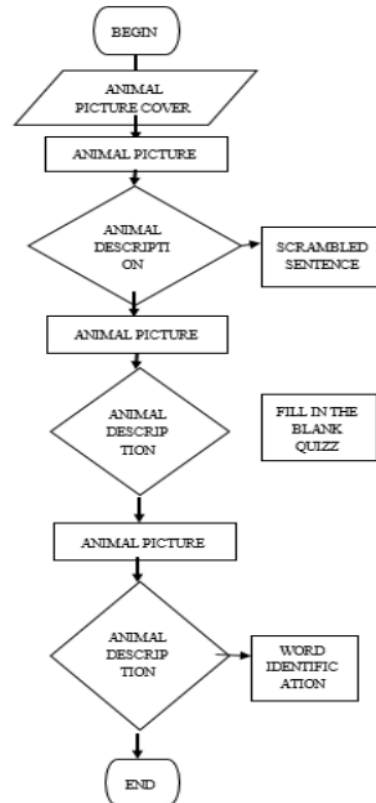 BEGIN
ANIMAL
PICTURE COVER
ANIMAL PICTURE
ANIMAL
DESCRIPTI
ON
SCRAMBLED
SENTENCE
ANIMAL PICTURE
ANIMAL
DESCRIP
TION
FILL IN THE
BLANK
QUIZZ
ANIMAL PICTURE
ANIMAL
DESCRIP
TION
WORD
IDENTIFIC
ATION
END